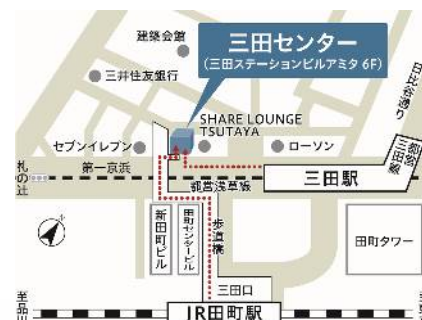 建築会館
三井住友銀行
三田センター
(三田ステーションビルアミタ 6F)
日比谷通り
SHARE LOUNGE
TSUTAYA
セブンイレブン
ローソン
都営
三田線
第一京浜
三田駅
札の辻
都営浅草線
新田町ビル
田町センタービル
歩道橋
田町タワー
三田口
至品川
JR田町駅